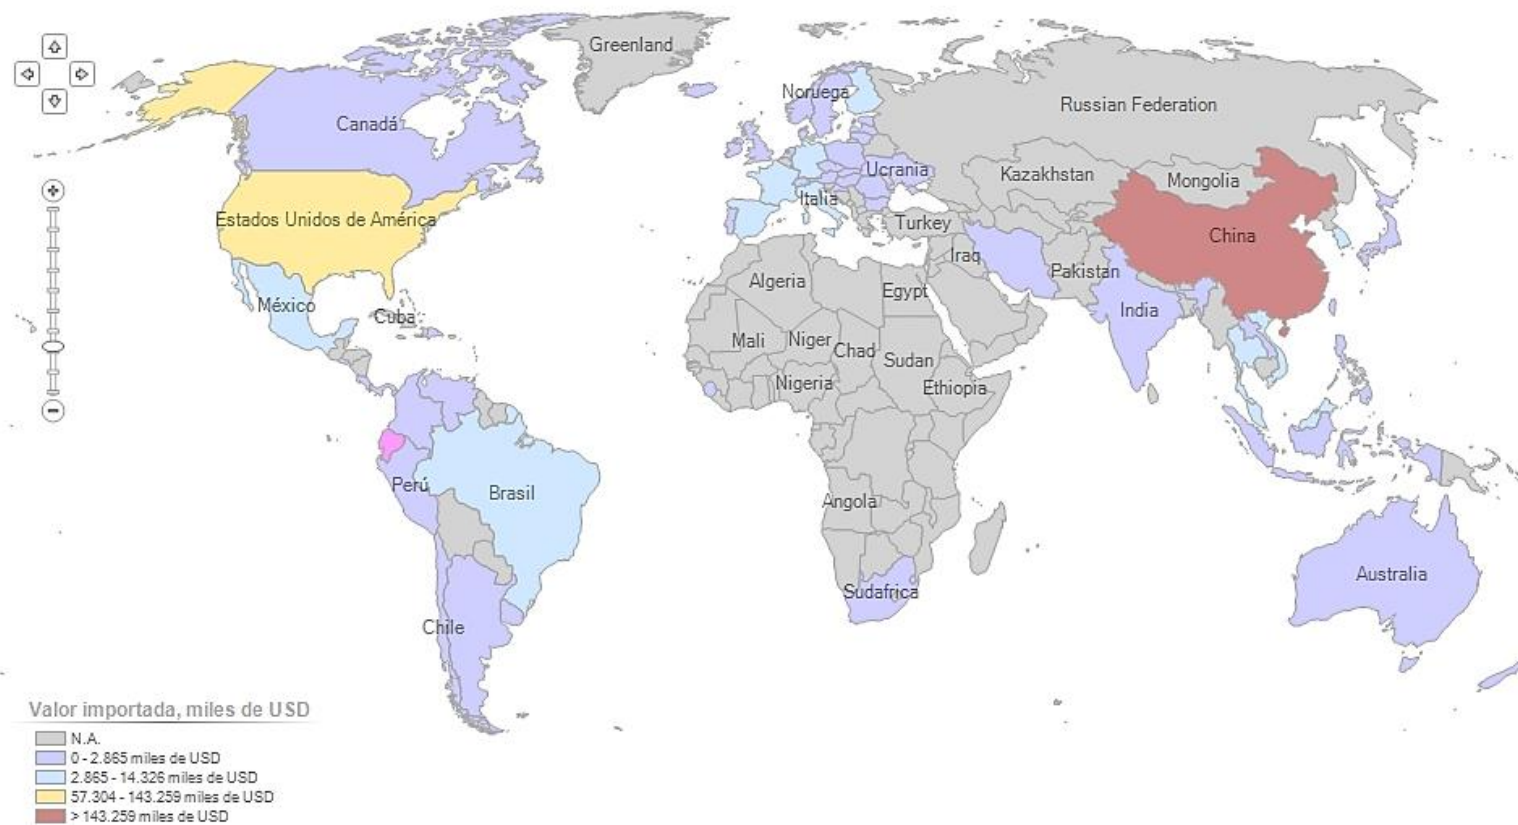 Greenland
Noruega
Russian Federation
Canadá
Ucrania
Kazakhstan
Mongolia
Italia
Estados Unidos de América
Turkey
China
Iraq
Pakistan
Algeria
Egypt
México
Cuba
India
Mali
Niger
Chad
Sudan
Nigeria
Ethiopia
Perú
Brasil
Angola
Australia
Sudafrica
Chile
Valor importada, miles de USD
N.A.
0 - 2.865 miles de USD
2.865 - 14.326 miles de USD
57.304 - 143.259 miles de USD
> 143.259 miles de USD